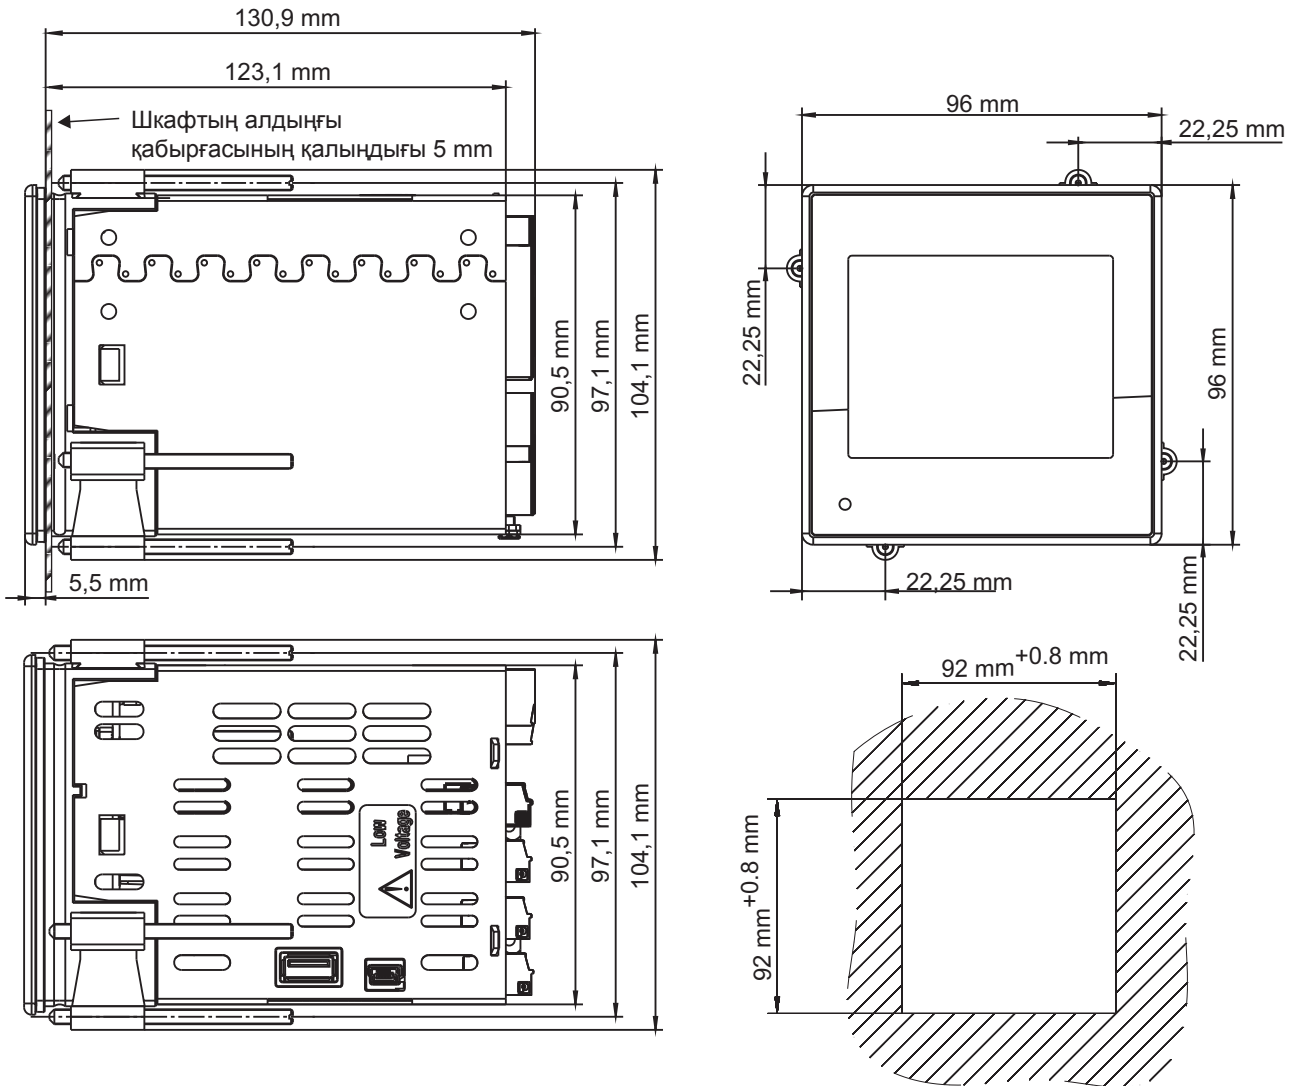 130,9 mm
123,1 mm
Шкафтың алдыңғы
қабырғасының қалыңдығы 5 mm
90,5 mm
97,1 mm
104,1 mm
5,5 mm
96 mm
22,25 mm
22,25 mm
96 mm
22,25 mm
22,25 mm
90,5 mm
97,1 mm
104,1 mm
Low
Voltage
92 mm+0.8 mm
92 mm+0.8 mm